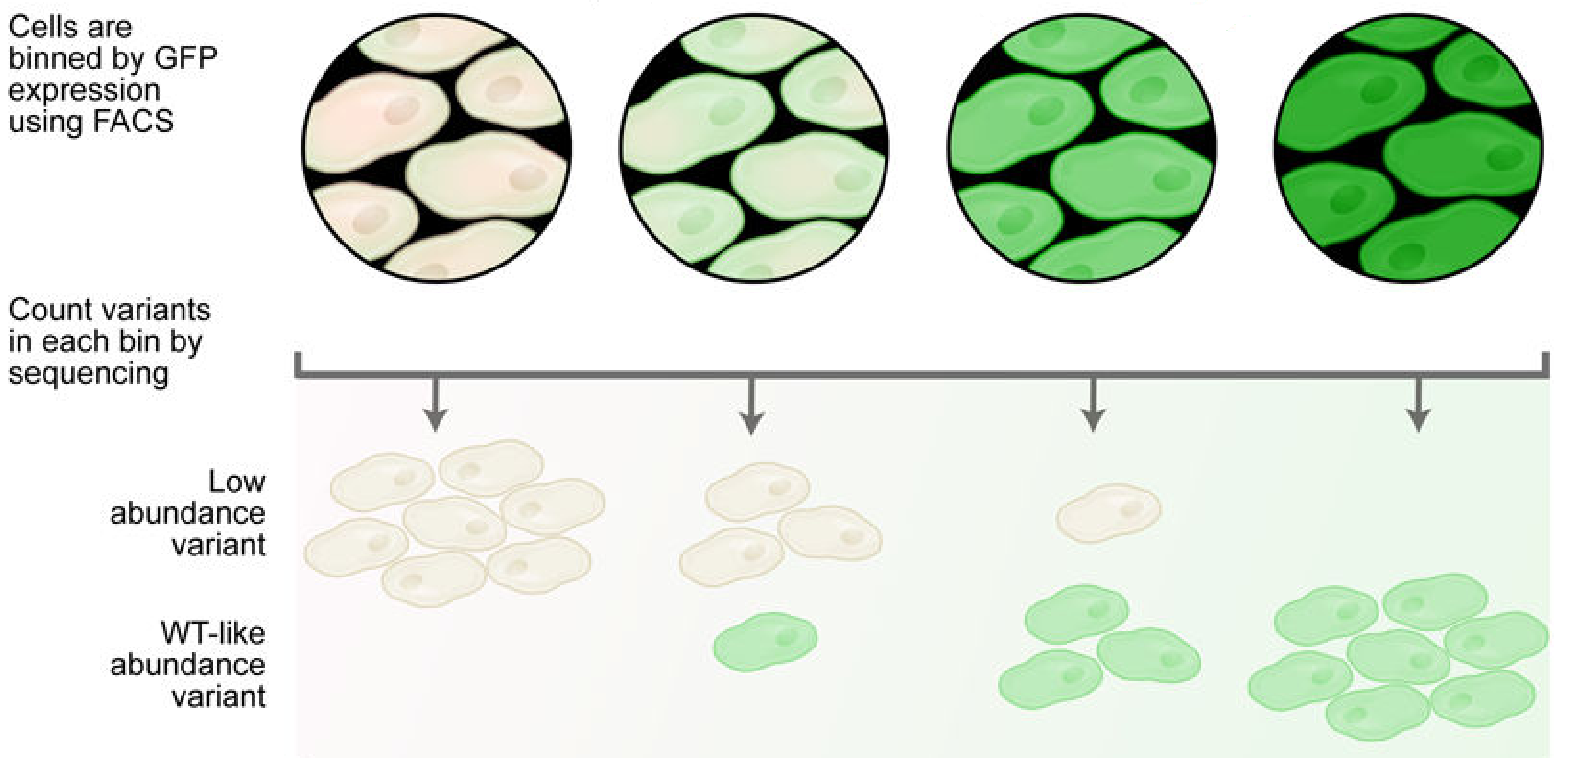 Cells are
binned by GFP
expression
using FACS
Count variants
in each bin by
sequencing
Low
abundance
variant
WT-like
abundance
variant